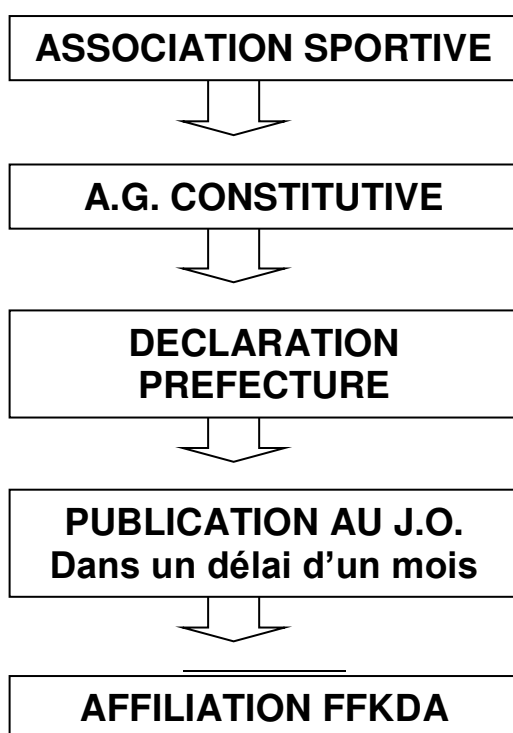 ASSOCIATION SPORTIVE
A.G. CONSTITUTIVE
DECLARATION
PREFECTURE
PUBLICATION AU J.O.
Dans un délai d’un mois
AFFILIATION FFKDA